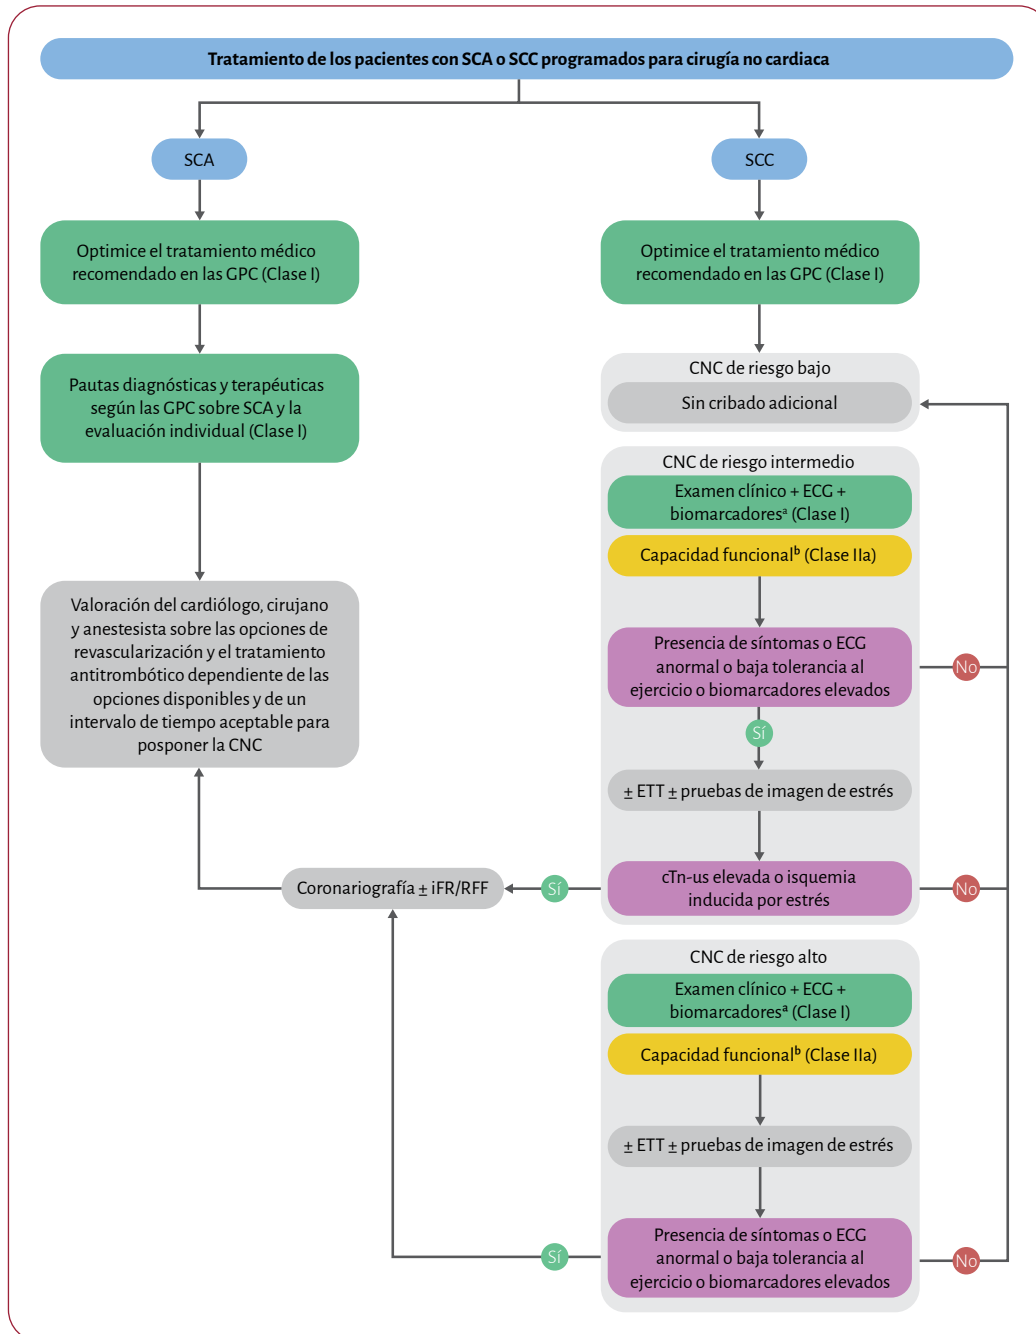 Tratamiento de los pacientes con SCA o SCC programados para cirugía no cardiaca
SCA
SCC
Optimice el tratamiento médico
recomendado en las GPC (Clase I)
Optimice el tratamiento médico
recomendado en las GPC (Clase I)
Pautas diagnósticas y terapéuticas
según las GPC sobre SCA y la
evaluación individual (Clase I)
CNC de riesgo bajo
Sin cribado adicional
CNC de riesgo intermedio
Examen clínico + ECG +
biomarcadoresᵃ (Clase I)
Capacidad funcionalᵇ (Clase IIa)
Valoración del cardiólogo, cirujano
y anestesista sobre las opciones de
revascularización y el tratamiento
antitrombótico dependiente de las
opciones disponibles y de un
intervalo de tiempo aceptable para
posponer la CNC
Presencia de síntomas o ECG
anormal o baja tolerancia al
ejercicio o biomarcadores elevados
No
Sí
± ETT ± pruebas de imagen de estrés
Coronariografía ± iFR/RFF
Sí
cTn-us elevada o isquemia
inducida por estrés
No
CNC de riesgo alto
Examen clínico + ECG +
biomarcadoresᵃ (Clase I)
Capacidad funcionalᵇ (Clase IIa)
± ETT ± pruebas de imagen de estrés
Sí
Presencia de síntomas o ECG
anormal o baja tolerancia al
ejercicio o biomarcadores elevados
No